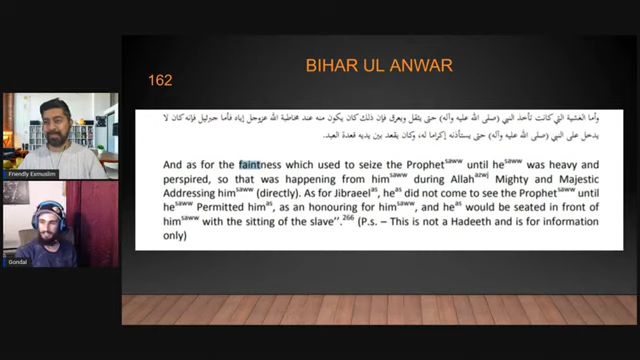 BIHAR UL ANWAR
162
وأما الغشية التي كانت تأخذ النبي (صلى الله عليه وآله) حتى يثقل ويعرق فإن ذلك كان يكون منه عند مخاطبة الله عزوجل إياه فأما جبرئيل فإنه كان لا
يدخل على النبي (صلى الله عليه وآله) حتى يستأذنه إكراما له، وكان يقعد بين يديه قعدة العبد.
And as for the faintness which used to seize the Prophetsaww until hesaww was heavy and
perspired, so that was happening from himsaww during Allahazwj Mighty and Majestic
Addressing himsaww (directly). As for Jibraeelas, heas did not come to see the Prophetsaww until
hesaww Permitted himas, as an honouring for himsaww, and heas would be seated in front of
himsaww with the sitting of the slave''.266 (P.s. – This is not a Hadeeth and is for information
only)
Friendly Exmuslim
Gondal